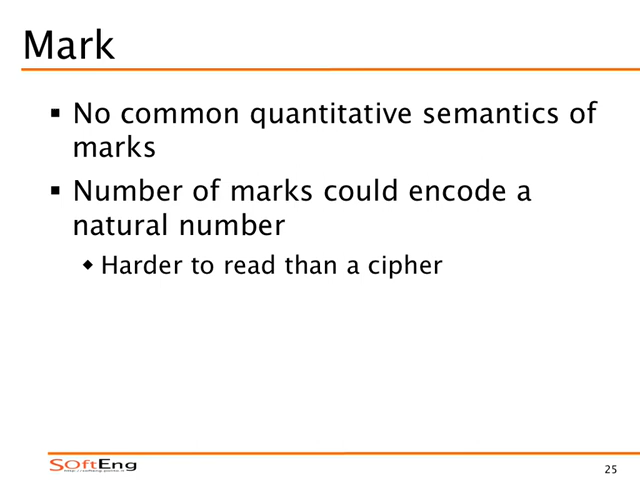 Mark
▪ No common quantitative semantics of
marks
▪ Number of marks could encode a
natural number
◆ Harder to read than a cipher
SOftEng
25